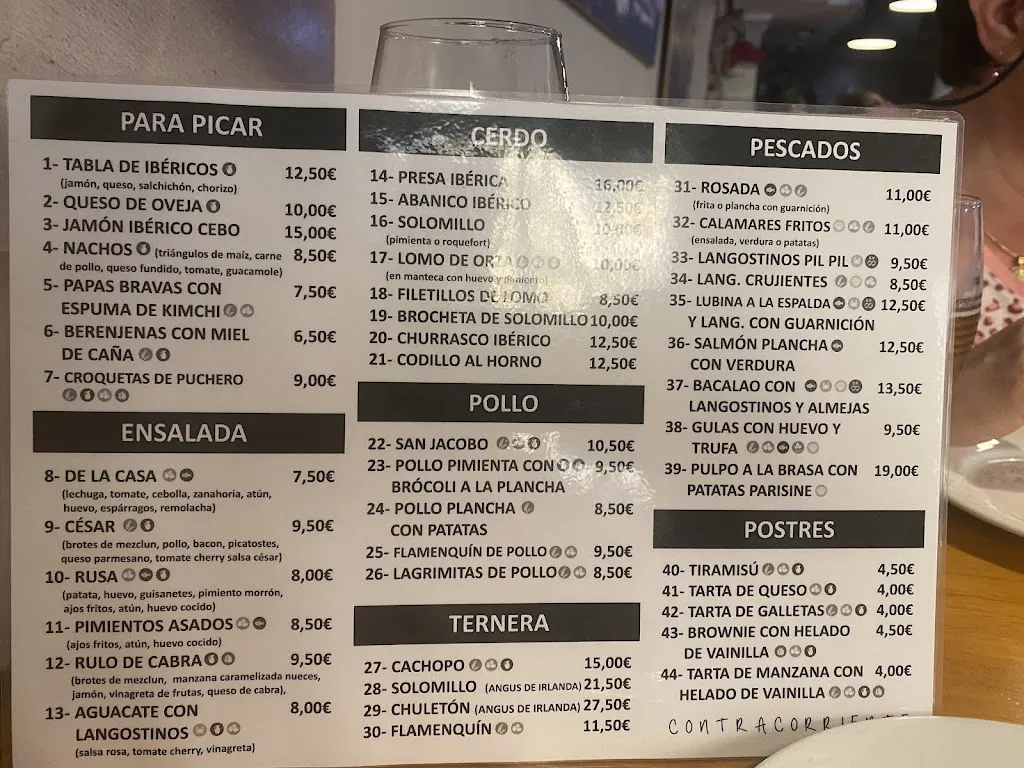 PARA PICAR
1- TABLA DE IBÉRICOS 12,50€
(jamón, queso, salchichón, chorizo)
2- QUESO DE OVEJA 10,00€
3- JAMÓN IBÉRICO CEBO 15,00€
4- NACHOS (triángulos de maíz, carne 8,50€
de pollo, queso fundido, tomate, guacamole)
5- PAPAS BRAVAS CON 7,50€
ESPUMA DE KIMCHI
6- BERENJENAS CON MIEL 6,50€
DE CAÑA
7- CROQUETAS DE PUCHERO 9,00€
ENSALADA
8- DE LA CASA 7,50€
(lechuga, tomate, cebolla, zanahoria, atún,
huevo, espárragos, remolacha)
9- CÉSAR 9,50€
(brotes de mezclun, pollo, bacon, picatostes,
queso parmesano, tomate cherry salsa césar)
10- RUSA 8,00€
(patata, huevo, guisanetes, pimiento morrón,
ajos fritos, atún, huevo cocido)
11- PIMIENTOS ASADOS 8,50€
(ajos fritos, atún, huevo cocido)
12- RULO DE CABRA 9,50€
(brotes de mezclun, manzana caramelizada nueces,
jamón, vinagreta de frutas, queso de cabra),
13- AGUACATE CON 8,00€
LANGOSTINOS
(salsa rosa, tomate cherry, vinagreta)
CERDO
14- PRESA IBÉRICA 16,00€
15- ABANICO IBÉRICO 12,50€
16- SOLOMILLO 10,00€
(pimienta o roquefort)
17- LOMO DE ORZA 10,00€
(en manteca con huevo y pimiento)
18- FILETILLOS DE LOMO 8,50€
19- BROCHETA DE SOLOMILLO 10,00€
20- CHURRASCO IBÉRICO 12,50€
21- CODILLO AL HORNO 12,50€
POLLO
22- SAN JACOBO 10,50€
23- POLLO PIMIENTA CON 9,50€
BRÓCOLI A LA PLANCHA
24- POLLO PLANCHA 8,50€
CON PATATAS
25- FLAMENQUÍN DE POLLO 9,50€
26- LAGRIMITAS DE POLLO 8,50€
TERNERA
27- CACHOPO 15,00€
28- SOLOMILLO (ANGUS DE IRLANDA) 21,50€
29- CHULETÓN (ANGUS DE IRLANDA) 27,50€
30- FLAMENQUÍN 11,50€
PESCADOS
31- ROSADA 11,00€
(frita o plancha con guarnición)
32- CALAMARES FRITOS 11,00€
(ensalada, verdura o patatas)
33- LANGOSTINOS PIL PIL 9,50€
34- LANG. CRUJIENTES 8,50€
35- LUBINA A LA ESPALDA 12,50€
Y LANG. CON GUARNICIÓN
36- SALMÓN PLANCHA 12,50€
CON VERDURA
37- BACALAO CON 13,50€
LANGOSTINOS Y ALMEJAS
38- GULAS CON HUEVO Y 9,50€
TRUFA
39- PULPO A LA BRASA CON 19,00€
PATATAS PARISINE
POSTRES
40- TIRAMISÚ 4,50€
41- TARTA DE QUESO 4,00€
42- TARTA DE GALLETAS 4,00€
43- BROWNIE CON HELADO 4,50€
DE VAINILLA
44- TARTA DE MANZANA CON 4,00€
HELADO DE VAINILLA
CONTRACORRIENTE